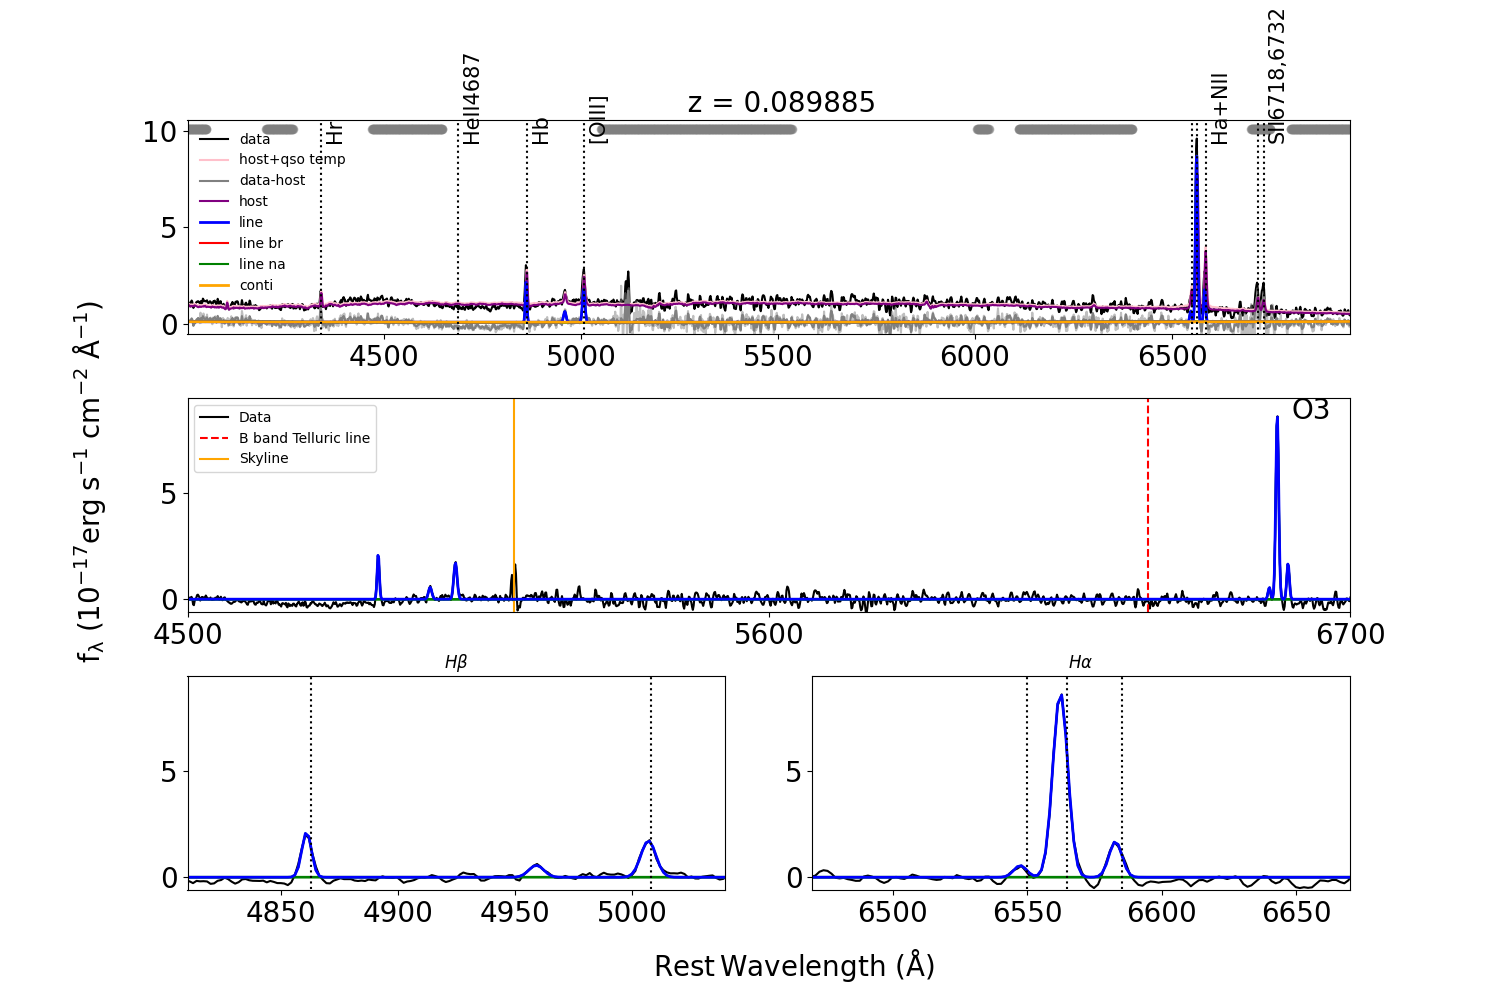 z = 0.089885
Hr
HeII4687
Hb
[OIII]
Ha+NII
SII6718,6732
10
5
0
data
host+qso temp
data-host
host
line
line br
line na
conti
4500
5000
5500
6000
6500
fλ (10−17erg s−1 cm−2 Å−1)
5
0
Data
B band Telluric line
Skyline
O3
4500
5600
6700
Hβ
5
0
4850
4900
4950
5000
Hα
5
0
6500
6550
6600
6650
Rest Wavelength (Å)